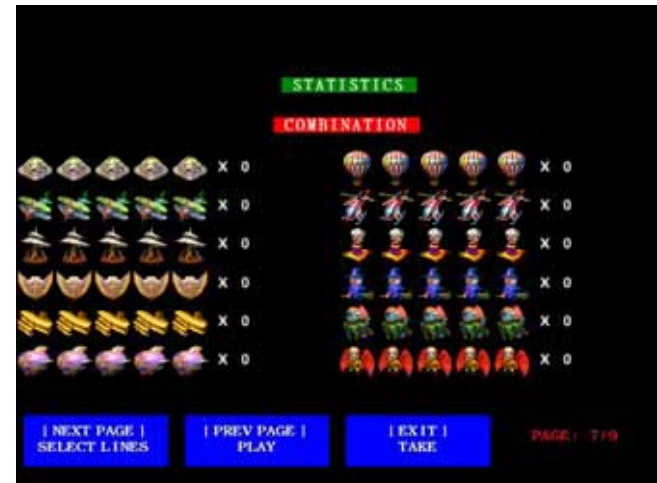 STATISTICS
COMBINATION
X 0 X 0
X 0 X 0
X 0 X 0
X 0 X 0
X 0 X 0
X 0 X 0
| NEXT PAGE | | PREV PAGE | | EXIT |
SELECT LINES PLAY TAKE
PAGE: 7/9